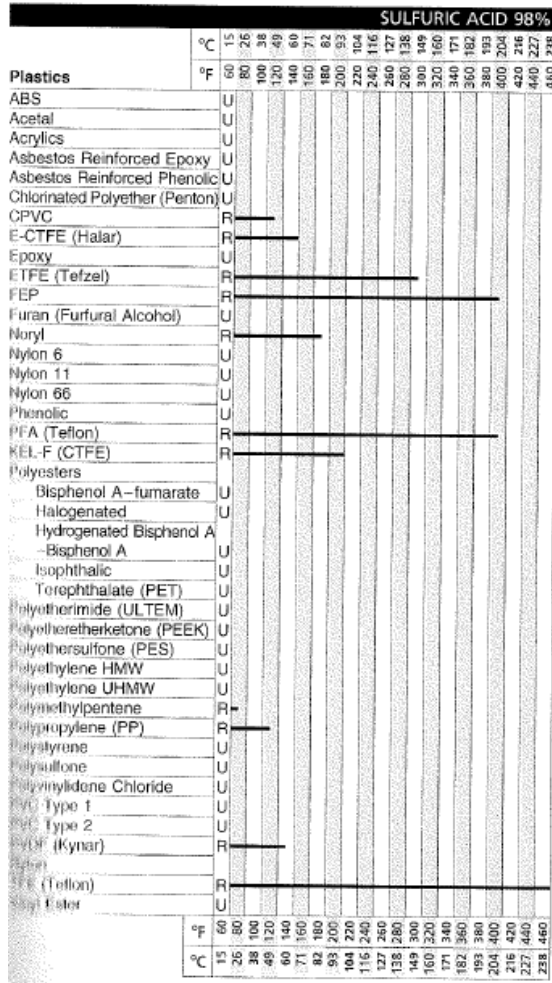 SULFURIC ACID 98%
°C 15 26 38 49 60 71 82 93 104 116 127 138 149 160 171 182 193 204 216 227 238
Plastics °F 60 80 100 120 140 160 180 200 220 240 260 280 300 320 340 360 380 400 420 440 460
ABS U
Acetal U
Acrylics U
Asbestos Reinforced Epoxy U
Asbestos Reinforced Phenolic U
Chlorinated Polyether (Penton) U
CPVC R
E-CTFE (Halar) R
Epoxy U
ETFE (Tefzel) R
FEP R
Furan (Furfural Alcohol) U
Noryl R
Nylon 6 U
Nylon 11 U
Nylon 66 U
Phenolic U
PFA (Teflon) R
KEL-F (CTFE) R
Polyesters
Bisphenol A-fumarate U
Halogenated U
Hydrogenated Bisphenol A
-Bisphenol A U
Isophthalic U
Terephthalate (PET) U
Polyetherimide (ULTEM) U
Polyetheretherketone (PEEK) U
Polyethersulfone (PES) U
Polyethylene HMW U
Polyethylene UHMW U
Polymethylpentene R
Polypropylene (PP) R
Polystyrene U
Polysulfone U
Polyvinylidene Chloride U
PVC Type 1 U
PVC Type 2 U
PVDF (Kynar) R
(Teflon) R
Vinyl Ester U
°F 60 80 100 120 140 160 180 200 220 240 260 280 300 320 340 360 380 400 420 440 460
°C 15 26 38 49 60 71 82 93 104 116 127 138 149 160 171 182 193 204 216 227 238